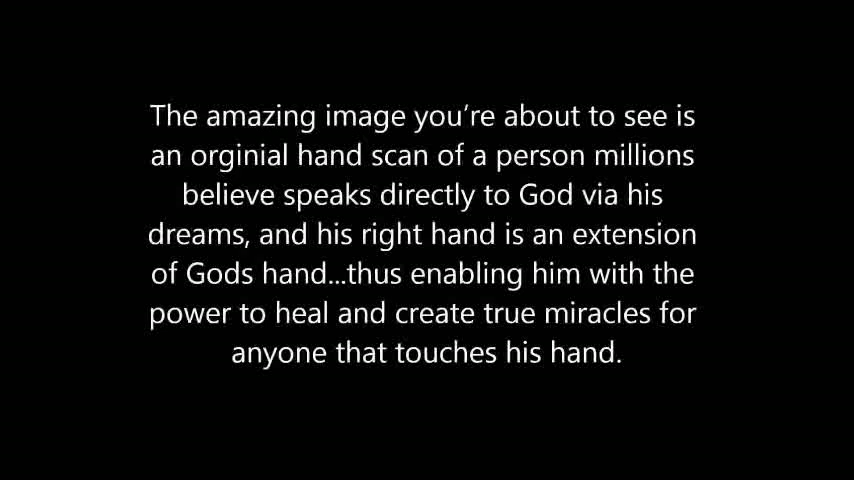 The amazing image you’re about to see is
an orginial hand scan of a person millions
believe speaks directly to God via his
dreams, and his right hand is an extension
of Gods hand...thus enabling him with the
power to heal and create true miracles for
anyone that touches his hand.